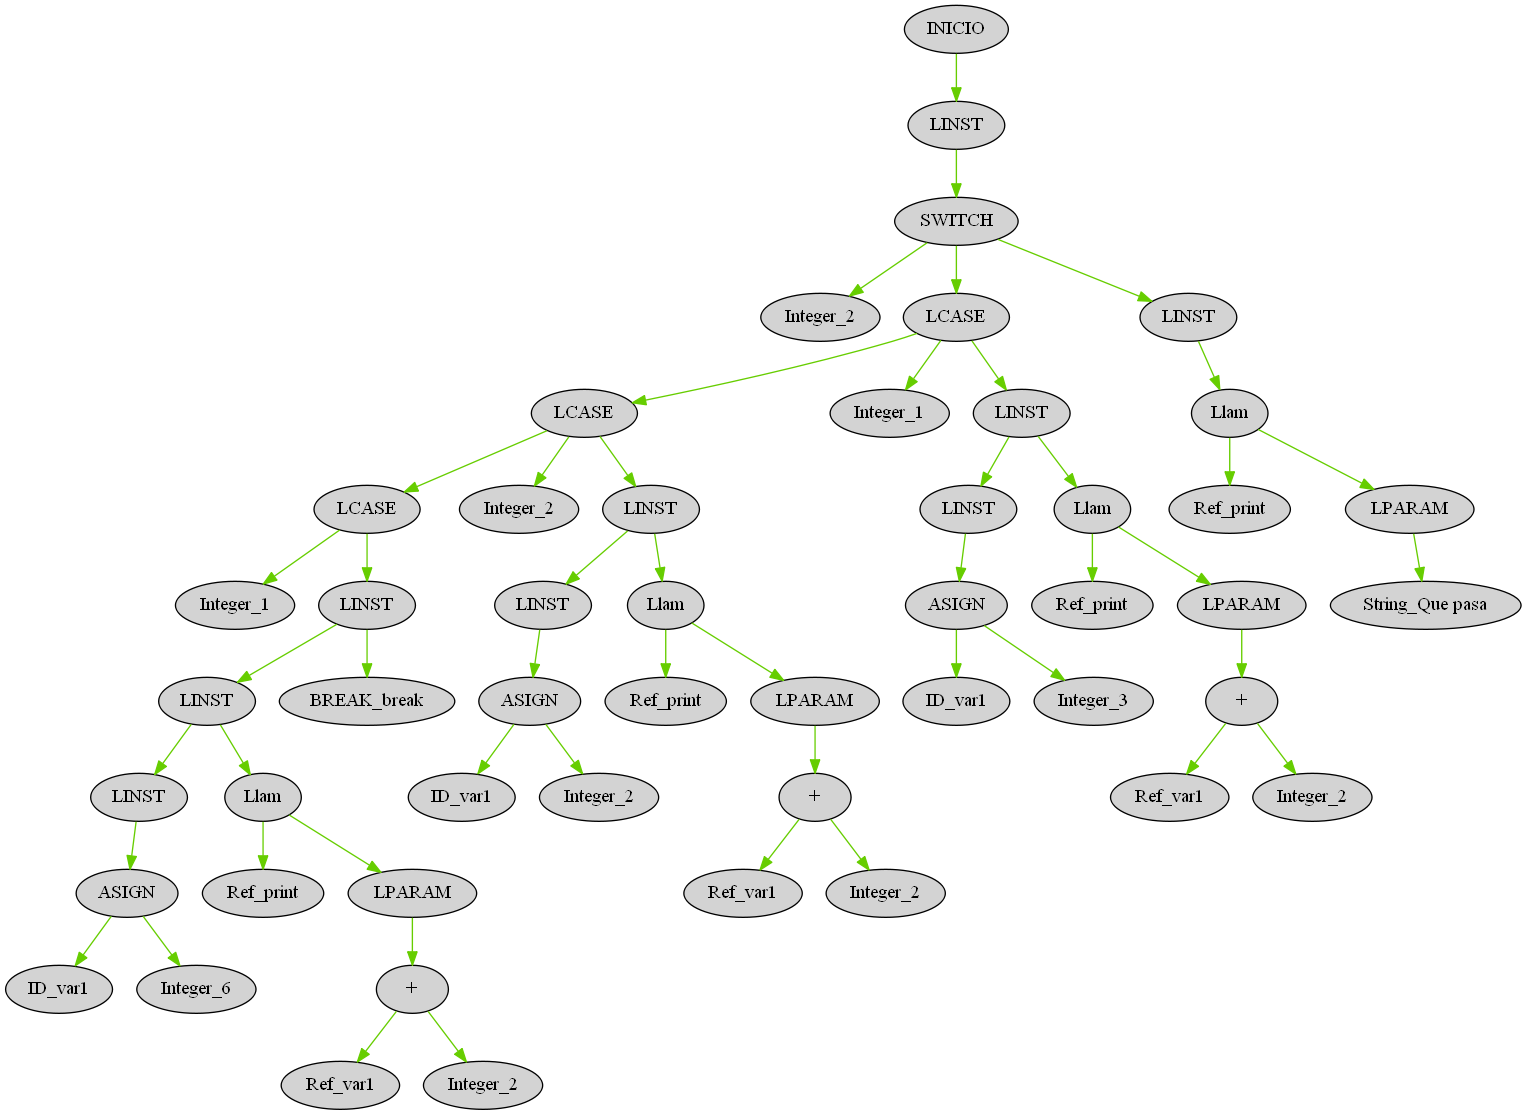 INICIO
LINST
SWITCH
Integer_2 LCASE LINST
LCASE Integer_1 LINST Llam
LCASE Integer_2 LINST LINST Llam Ref_print LPARAM
Integer_1 LINST LINST Llam ASIGN Ref_print LPARAM String_Que pasa
LINST BREAK_break ASIGN Ref_print LPARAM ID_var1 Integer_3 +
LINST Llam ID_var1 Integer_2 + Ref_var1 Integer_2
ASIGN Ref_print LPARAM Ref_var1 Integer_2
ID_var1 Integer_6 +
Ref_var1 Integer_2